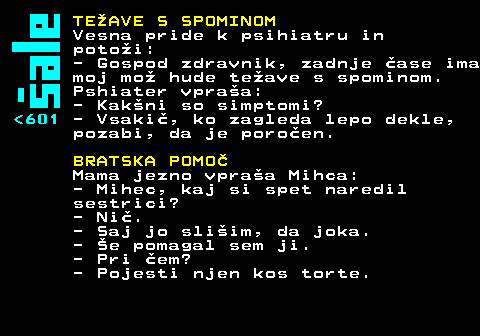 šale
<601
TEŽAVE S SPOMINOM
Vesna pride k psihiatru in
potoži:
- Gospod zdravnik, zadnje čase ima
moj mož hude težave s spominom.
Pshiater vpraša:
- Kakšni so simptomi?
- Vsakič, ko zagleda lepo dekle,
pozabi, da je poročen.
BRATSKA POMOČ
Mama jezno vpraša Mihca:
- Mihec, kaj si spet naredil
sestrici?
- Nič.
- Saj jo slišim, da joka.
- Še pomagal sem ji.
- Pri čem?
- Pojesti njen kos torte.